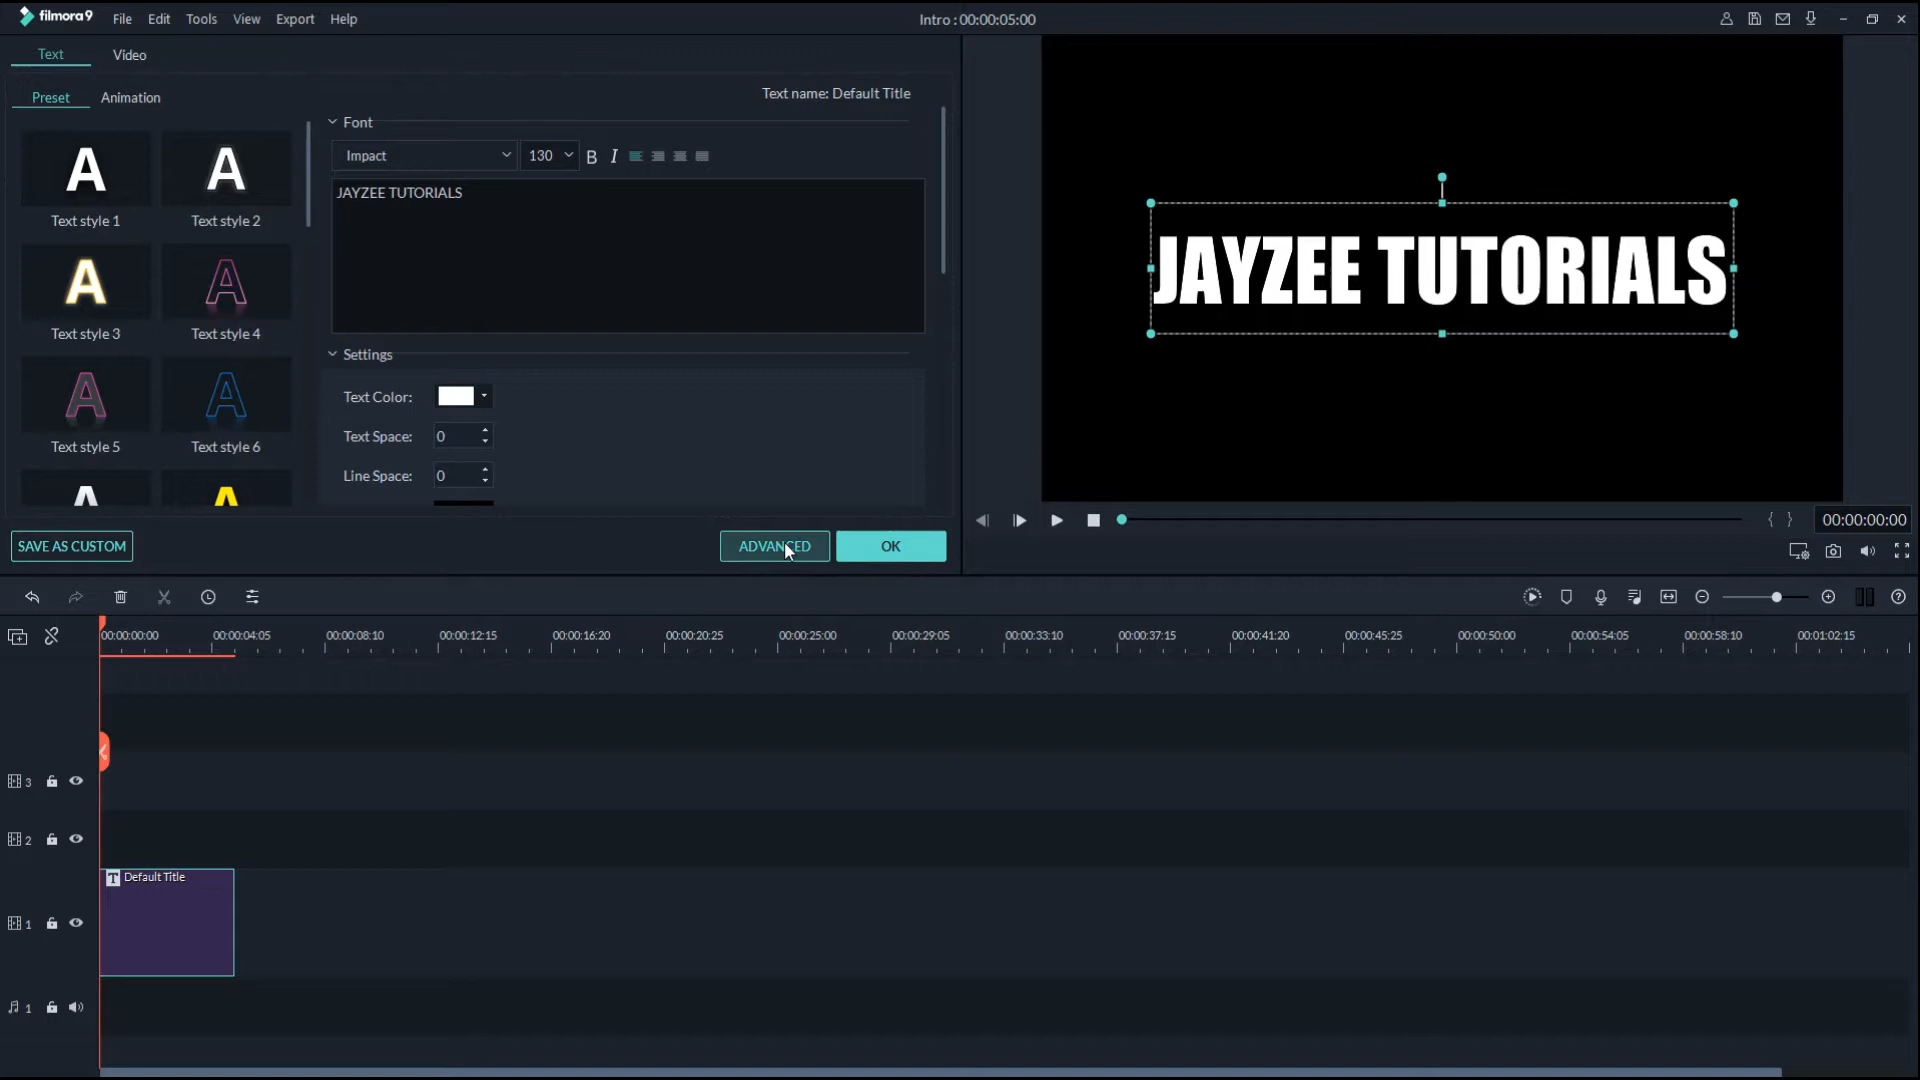 filmora9 File Edit Tools View Export Help Intro : 00:00:05:00
Text Video
Preset Animation Text name: Default Title
Font
A A Impact 130 B I
Text style 1 Text style 2 JAYZEE TUTORIALS
JAYZEE TUTORIALS
A A
Text style 3 Text style 4
Settings
A A Text Color:
Text Space: 0
Text style 5 Text style 6
Line Space: 0
A A
00:00:00:00
SAVE AS CUSTOM ADVANCED OK
00:00:00:00 00:00:04:05 00:00:08:10 00:00:12:15 00:00:16:20 00:00:20:25 00:00:25:00 00:00:29:05 00:00:33:10 00:00:37:15 00:00:41:20 00:00:45:25 00:00:50:00 00:00:54:05 00:00:58:10 00:01:02:15
3
2
T Default Title
1
1